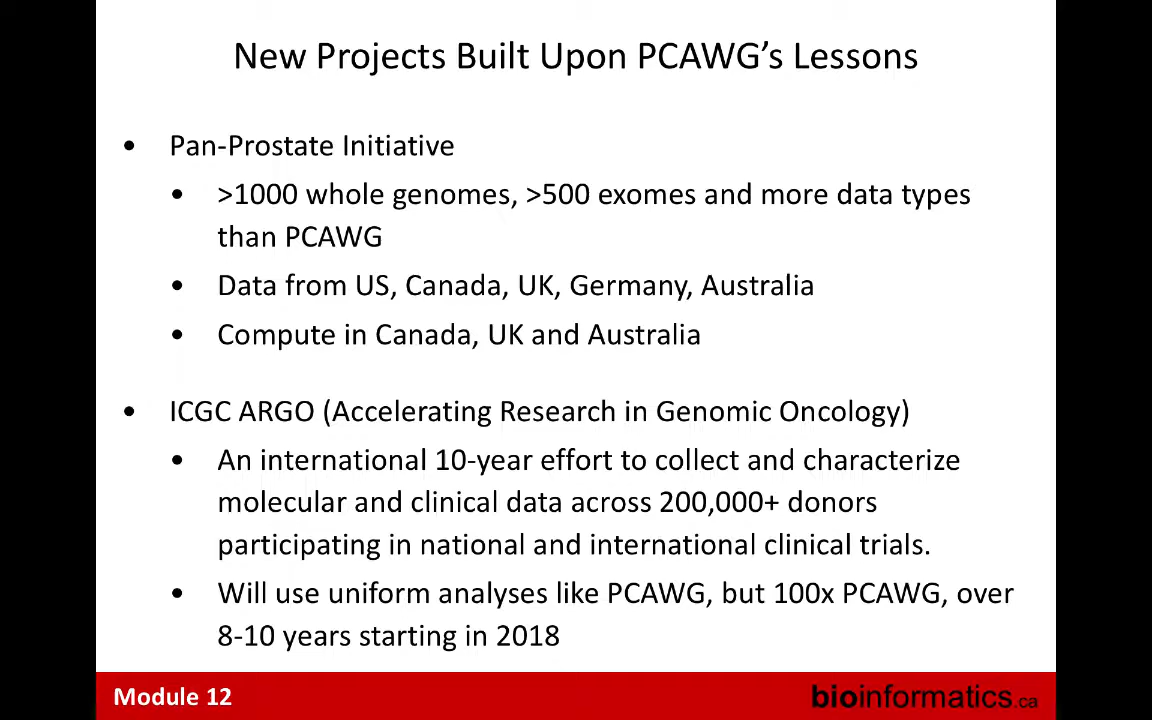 New Projects Built Upon PCAWG’s Lessons
• Pan-Prostate Initiative
• >1000 whole genomes, >500 exomes and more data types
than PCAWG
• Data from US, Canada, UK, Germany, Australia
• Compute in Canada, UK and Australia
• ICGC ARGO (Accelerating Research in Genomic Oncology)
• An international 10-year effort to collect and characterize
molecular and clinical data across 200,000+ donors
participating in national and international clinical trials.
• Will use uniform analyses like PCAWG, but 100x PCAWG, over
8-10 years starting in 2018
Module 12
bioinformatics.ca